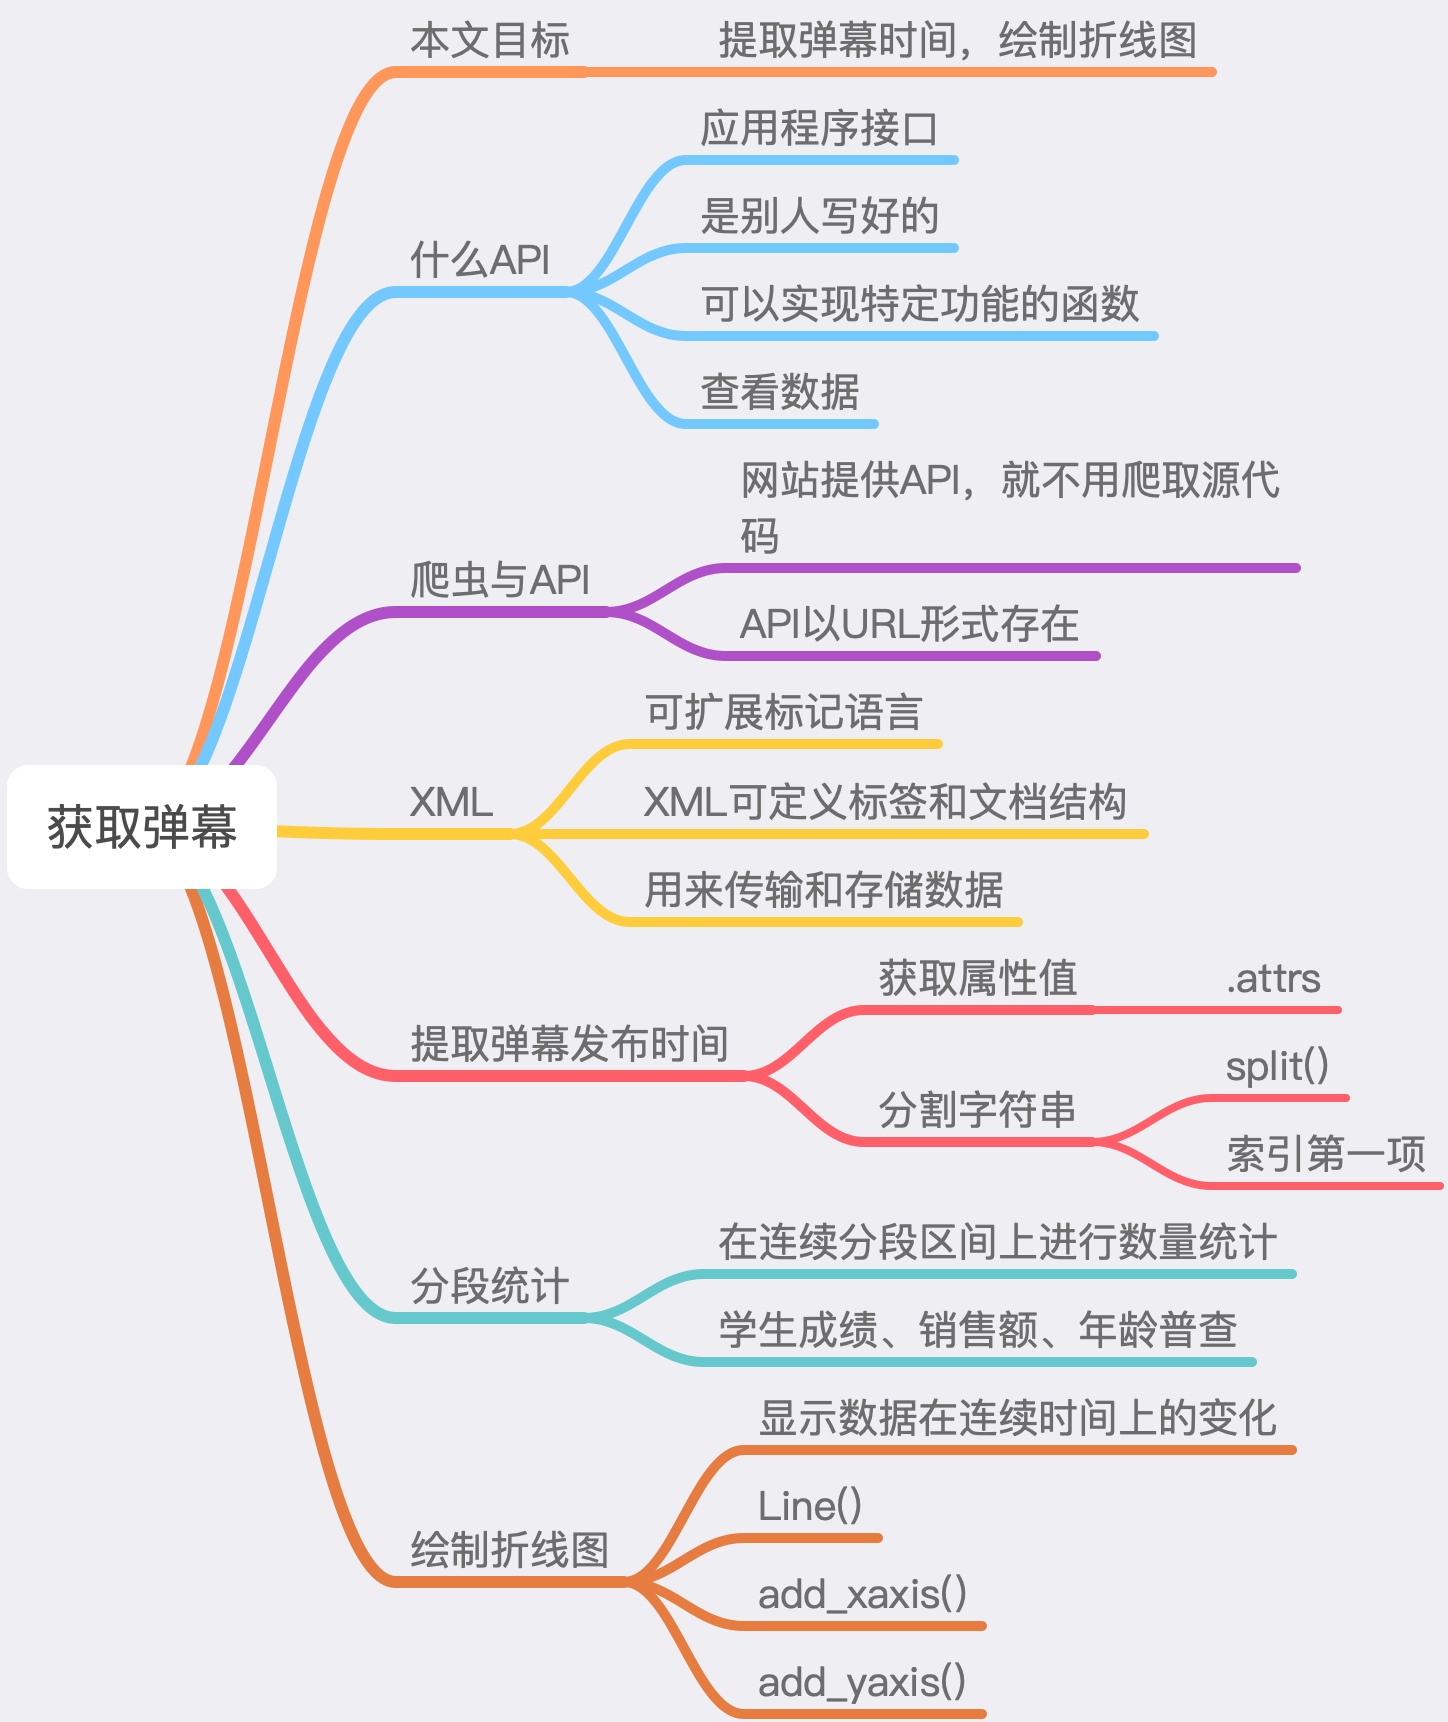 本文目标
提取弹幕时间，绘制折线图
什么API
应用程序接口
是别人写好的
可以实现特定功能的函数
查看数据
爬虫与API
网站提供API，就不用爬取源代
码
API以URL形式存在
获取弹幕
XML
可扩展标记语言
XML可定义标签和文档结构
用来传输和存储数据
提取弹幕发布时间
获取属性值
.attrs
分割字符串
split()
索引第一项
分段统计
在连续分段区间上进行数量统计
学生成绩、销售额、年龄普查
绘制折线图
显示数据在连续时间上的变化
Line()
add_xaxis()
add_yaxis()